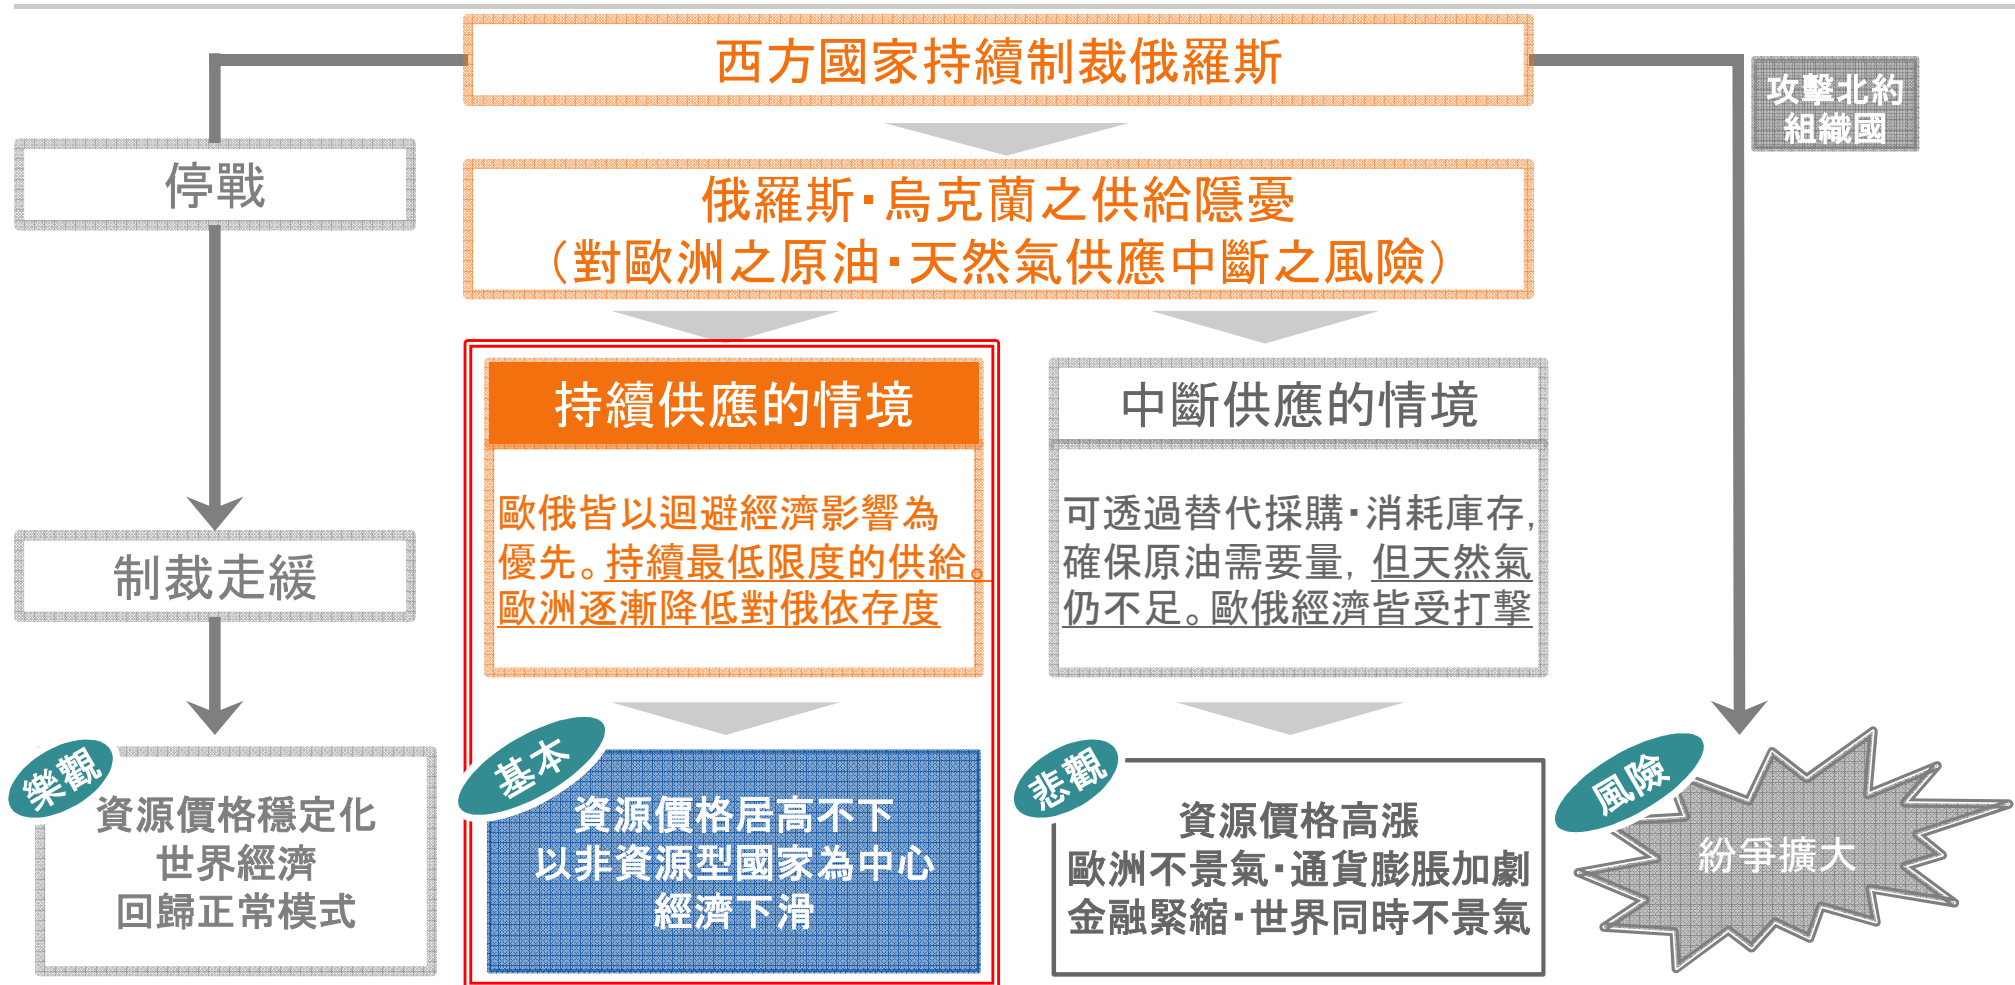 西方國家持續制裁俄羅斯
攻擊北約
組織國
停戰
俄羅斯▪烏克蘭之供給隱憂
（對歐洲之原油▪天然氣供應中斷之風險）
持續供應的情境
中斷供應的情境
歐俄皆以迴避經濟影響為
優先。持續最低限度的供給。
歐洲逐漸降低對俄依存度
可透過替代採購▪消耗庫存，
確保原油需要量，但天然氣
仍不足。歐俄經濟皆受打擊
制裁走緩
樂觀
資源價格穩定化
世界經濟
回歸正常模式
基本
資源價格居高不下
以非資源型國家為中心
經濟下滑
悲觀
資源價格高漲
歐洲不景氣▪通貨膨脹加劇
金融緊縮▪世界同時不景氣
風險
紛爭擴大